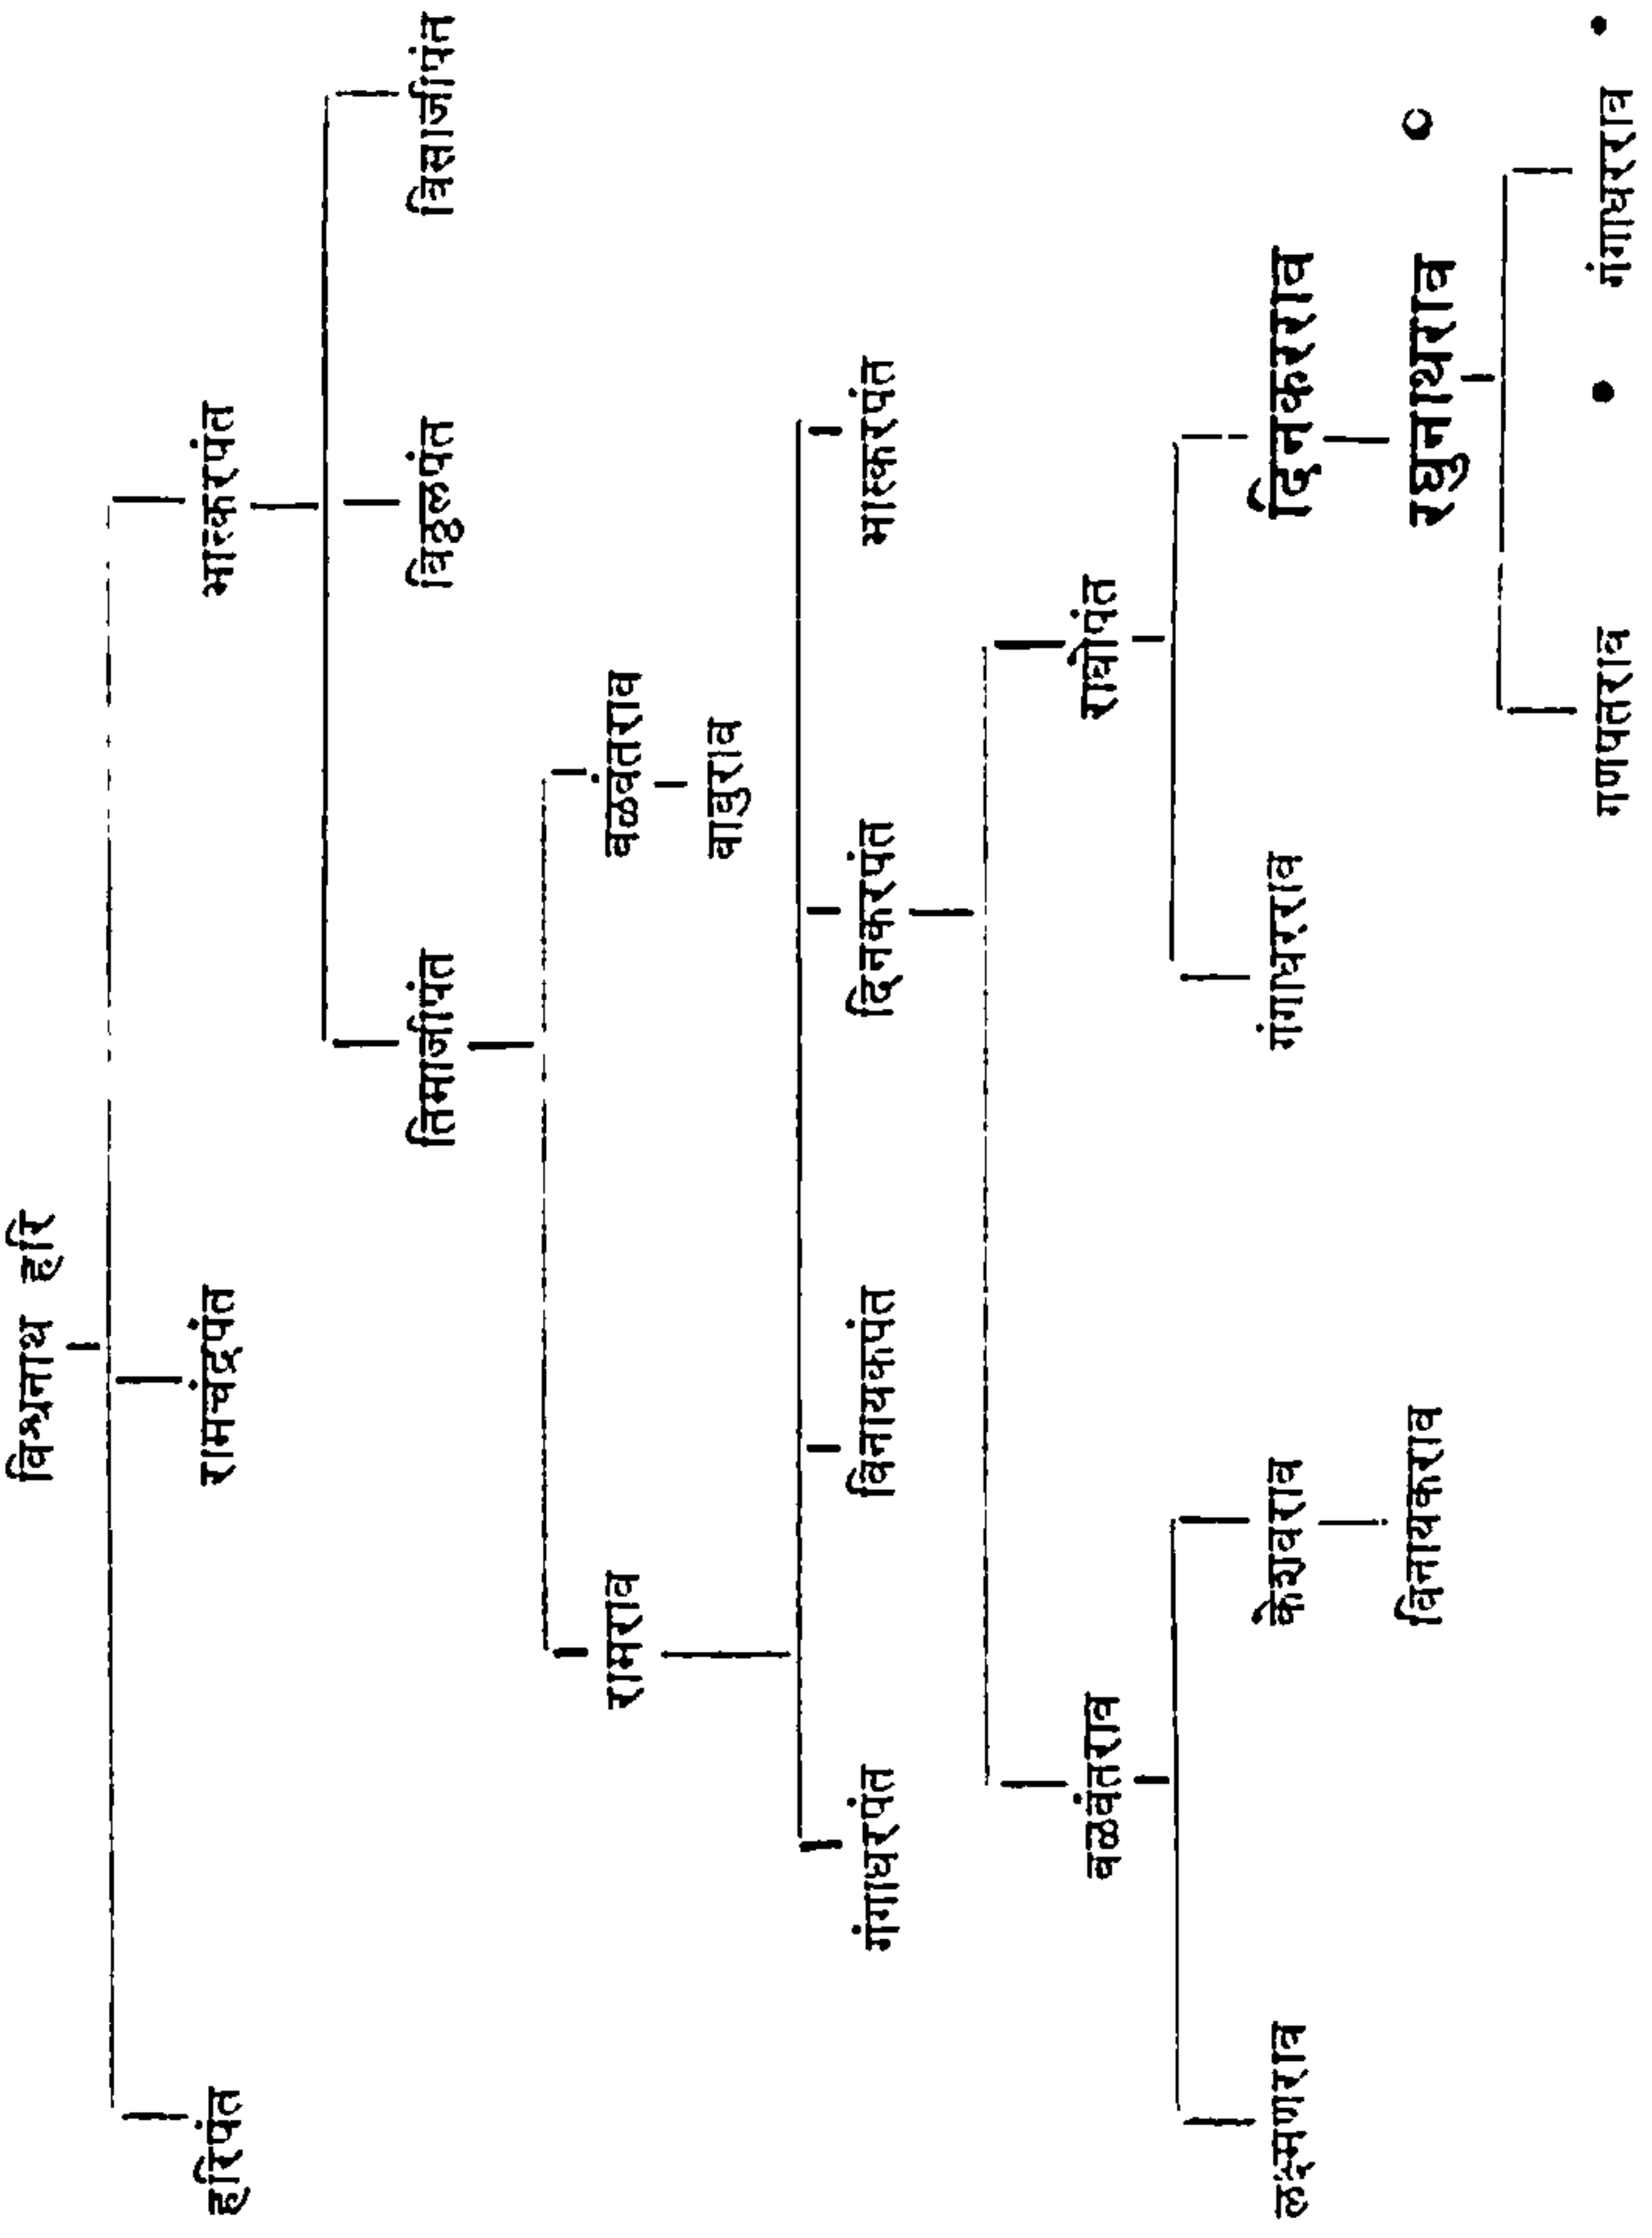 विश्वनाथ हरि
हरिपंत रामचंद्रपंत भास्करपंत
तिमाजीपंत विठ्ठलपंत विसाजीपंत
रामराव बळवंतराव
बाबुराव
गंगाधरपंत विनायकपंत दिनकरपंत भास्करपंत
बळवंतराव राघोपंत
लक्ष्मणराव केशवराव गंगाधरराव दिनकरराव
विनायकराव रघुनाथराव
गणपतराव गंगाधरराव